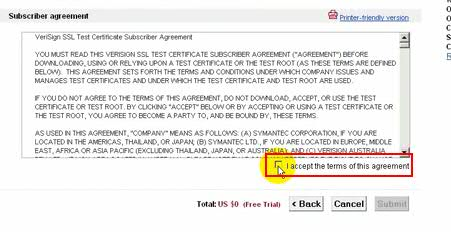 Subscriber agreement
Printer-friendly version
VeriSign SSL Test Certificate Subscriber Agreement
YOU MUST READ THIS VERISIGN SSL TEST CERTIFICATE SUBSCRIBER AGREEMENT ("AGREEMENT") BEFORE
DOWNLOADING, USING OR RELYING UPON A TEST CERTIFICATE OR THE TEST ROOT (AS THESE TERMS ARE DEFINED
BELOW). THIS AGREEMENT SETS FORTH THE TERMS AND CONDITIONS UNDER WHICH COMPANY ISSUES AND
MANAGES TEST CERTIFICATES AND UNDER WHICH THE TEST CERTIFICATE AND TEST ROOT ARE USED.
IF YOU DO NOT AGREE TO THE TERMS OF THIS AGREEMENT, DO NOT DOWNLOAD, ACCEPT, OR USE THE TEST
CERTIFICATE OR TEST ROOT. BY CLICKING "ACCEPT" BELOW OR BY ACCEPTING OR USING A TEST CERTIFICATE OR
THE TEST ROOT, YOU AGREE TO BECOME A PARTY TO, AND BE BOUND BY, THESE TERMS.
AS USED IN THIS AGREEMENT, "COMPANY" MEANS AS FOLLOWS: (A) SYMANTEC CORPORATION, IF YOU ARE
LOCATED IN THE AMERICAS, THAILAND, OR JAPAN; (B) SYMANTEC LTD., IF YOU ARE LOCATED IN EUROPE, MIDDLE
EAST, AFRICA OR ASIA PACIFIC (EXCLUDING THAILAND, JAPAN, OR AUSTRALIA); AND (C) VERISIGN AUSTRALIA
I accept the terms of this agreement
Total: US $0 (Free Trial) < Back Cancel Submit